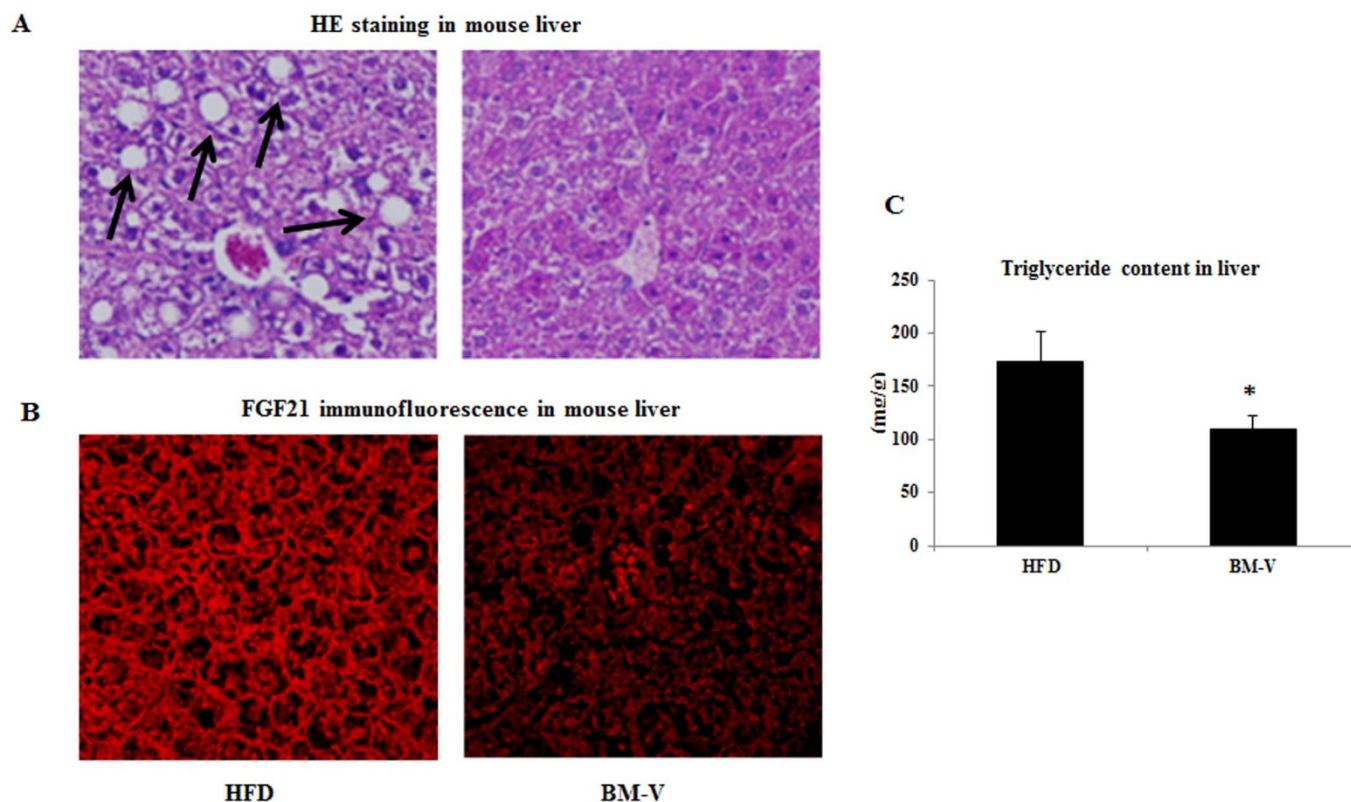 A
HE staining in mouse liver
B
FGF21 immunofluorescence in mouse liver
HFD
BM-V
C
Triglyceride content in liver
(mg/g)
250
200
150
100
50
0
*
HFD
BM-V